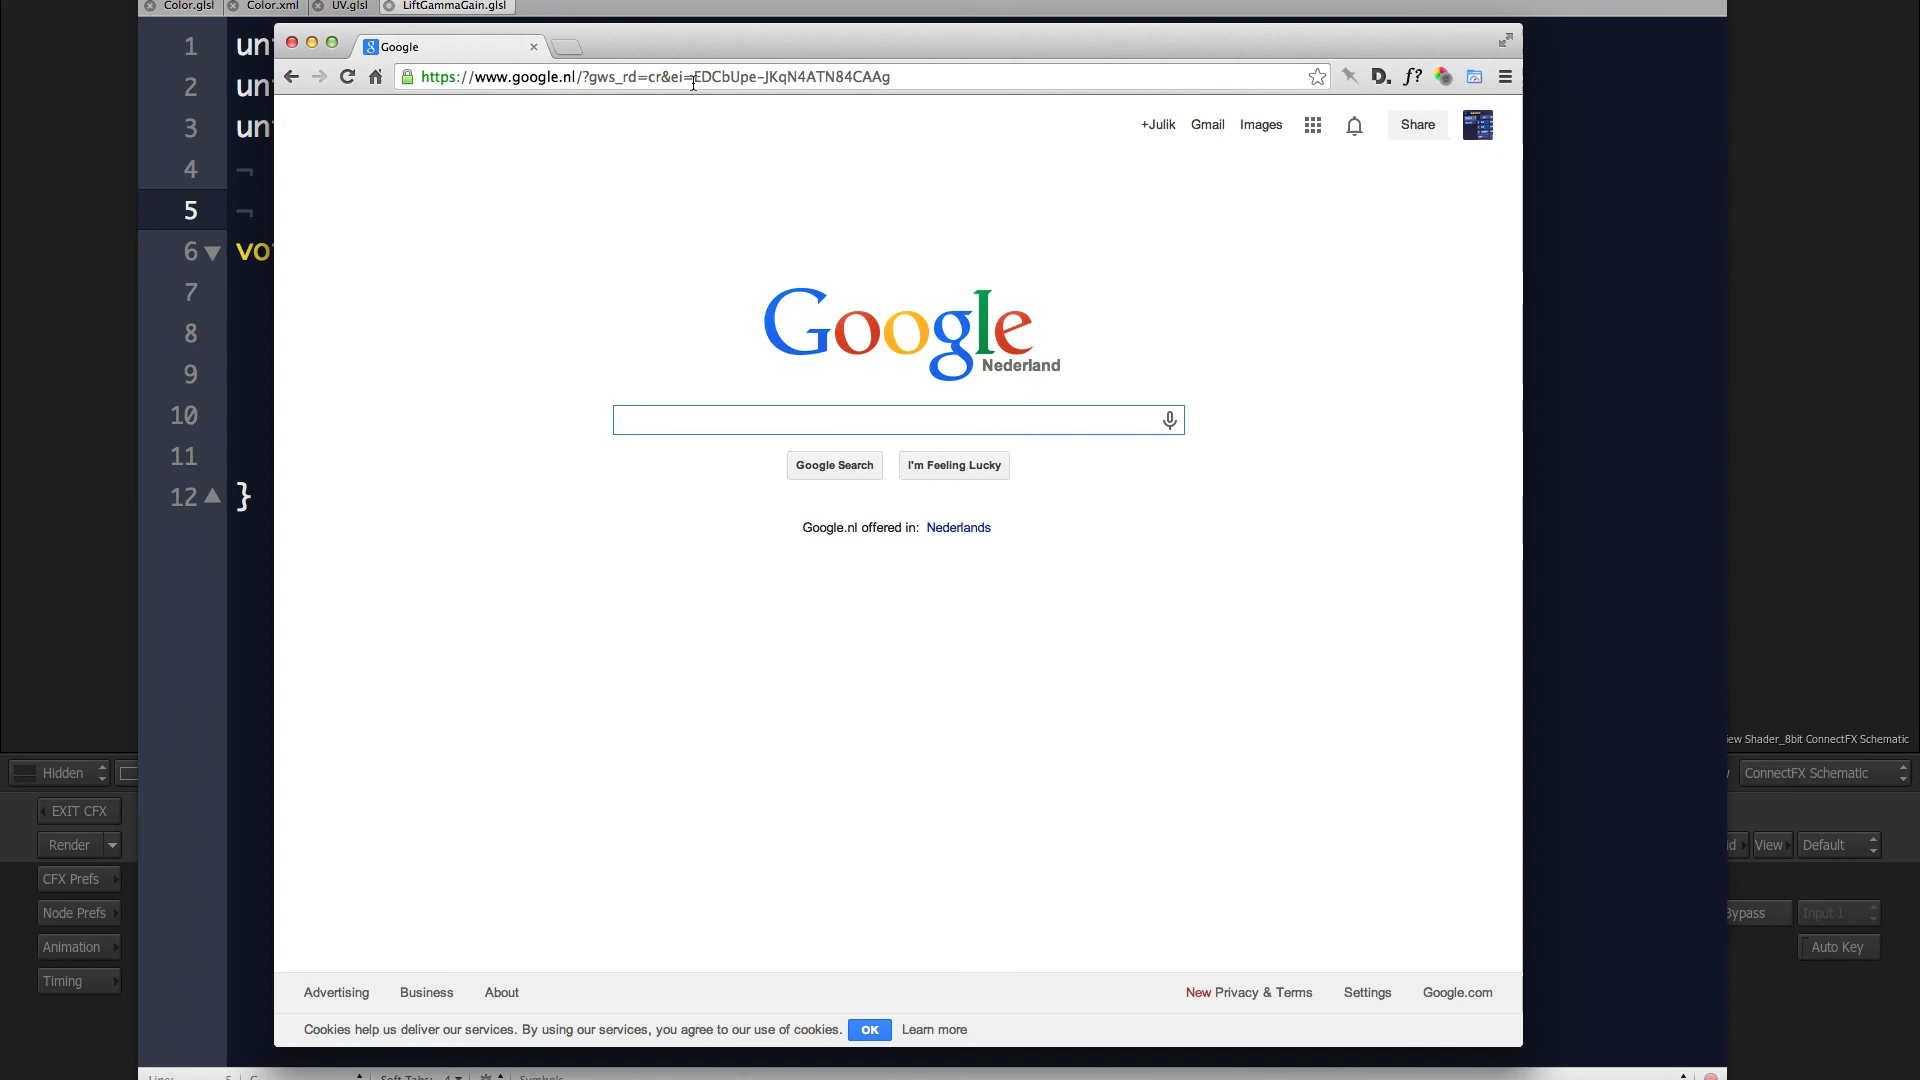 Color.glsl Color.xml UV.glsl LiftGammaGain.glsl
Google
https://www.google.nl/?gws_rd=cr&ei=EDCbUpe-JKqN4ATN84CAAg
+Julik Gmail Images Share
1
2
3
4 ¬
5 ¬
6
7
8
9
10
11
12 }
Google
Nederland
Google Search I'm Feeling Lucky
Google.nl offered in: Nederlands
View Shader_8bit ConnectFX Schematic
Hidden
ConnectFX Schematic
EXIT CFX
Render
View Default
CFX Prefs
Node Prefs
Bypass Input 1
Animation
Auto Key
Timing
Advertising Business About New Privacy & Terms Settings Google.com
Cookies help us deliver our services. By using our services, you agree to our use of cookies. OK Learn more